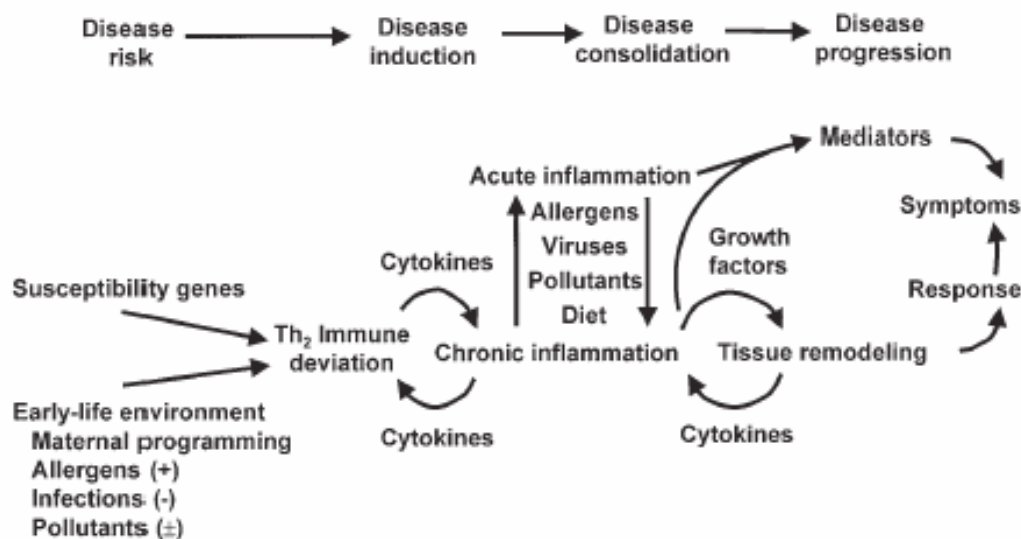 Disease risk
Disease induction
Disease consolidation
Disease progression
Mediators
Acute inflammation
Symptoms
Allergens
Viruses
Pollutants
Diet
Growth factors
Cytokines
Susceptibility genes
Response
Th₂ Immune deviation
Chronic inflammation
Tissue remodeling
Early-life environment
Cytokines
Cytokines
Maternal programming
Allergens (+)
Infections (-)
Pollutants (±)